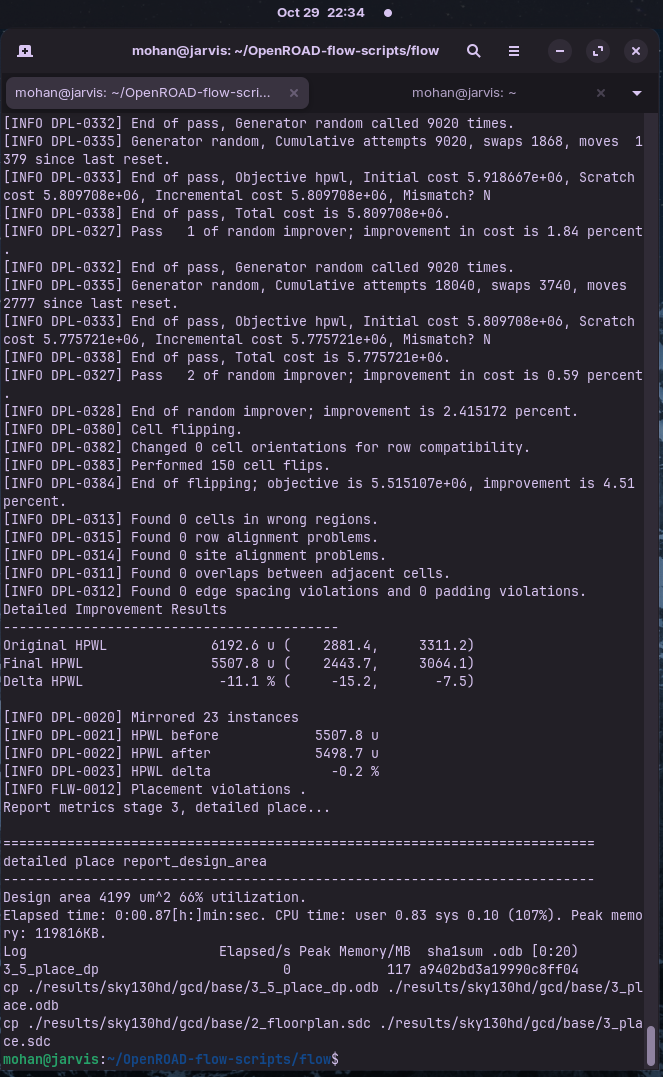 Oct 29  22:34
mohan@jarvis: ~/OpenROAD-flow-scripts/flow
mohan@jarvis: ~/OpenROAD-flow-scri...
mohan@jarvis: ~
[INFO DPL-0332] End of pass, Generator random called 9020 times.
[INFO DPL-0335] Generator random, Cumulative attempts 9020, swaps 1868, moves  1
379 since last reset.
[INFO DPL-0333] End of pass, Objective hpwl, Initial cost 5.918667e+06, Scratch
cost 5.809708e+06, Incremental cost 5.809708e+06, Mismatch? N
[INFO DPL-0338] End of pass, Total cost is 5.809708e+06.
[INFO DPL-0327] Pass   1 of random improver; improvement in cost is 1.84 percent
.
[INFO DPL-0332] End of pass, Generator random called 9020 times.
[INFO DPL-0335] Generator random, Cumulative attempts 18040, swaps 3740, moves
2777 since last reset.
[INFO DPL-0333] End of pass, Objective hpwl, Initial cost 5.809708e+06, Scratch
cost 5.775721e+06, Incremental cost 5.775721e+06, Mismatch? N
[INFO DPL-0338] End of pass, Total cost is 5.775721e+06.
[INFO DPL-0327] Pass   2 of random improver; improvement in cost is 0.59 percent
.
[INFO DPL-0328] End of random improver; improvement is 2.415172 percent.
[INFO DPL-0380] Cell flipping.
[INFO DPL-0382] Changed 0 cell orientations for row compatibility.
[INFO DPL-0383] Performed 150 cell flips.
[INFO DPL-0384] End of flipping; objective is 5.515107e+06, improvement is 4.51
percent.
[INFO DPL-0313] Found 0 cells in wrong regions.
[INFO DPL-0315] Found 0 row alignment problems.
[INFO DPL-0314] Found 0 site alignment problems.
[INFO DPL-0311] Found 0 overlaps between adjacent cells.
[INFO DPL-0312] Found 0 edge spacing violations and 0 padding violations.
Detailed Improvement Results
------------------------------------------
Original HPWL             6192.6 u (    2881.4,     3311.2)
Final HPWL                5507.8 u (    2443.7,     3064.1)
Delta HPWL                 -11.1 % (     -15.2,       -7.5)
[INFO DPL-0020] Mirrored 23 instances
[INFO DPL-0021] HPWL before            5507.8 u
[INFO DPL-0022] HPWL after             5498.7 u
[INFO DPL-0023] HPWL delta               -0.2 %
[INFO FLW-0012] Placement violations .
Report metrics stage 3, detailed place...
==========================================================================
detailed place report_design_area
--------------------------------------------------------------------------
Design area 4199 um^2 66% utilization.
Elapsed time: 0:00.87[h:]min:sec. CPU time: user 0.83 sys 0.10 (107%). Peak memo
ry: 119816KB.
Log                        Elapsed/s Peak Memory/MB  sha1sum .odb [0:20)
3_5_place_dp                       0            117 a9402bd3a19990c8ff04
cp ./results/sky130hd/gcd/base/3_5_place_dp.odb ./results/sky130hd/gcd/base/3_pl
ace.odb
cp ./results/sky130hd/gcd/base/2_floorplan.sdc ./results/sky130hd/gcd/base/3_pla
ce.sdc
mohan@jarvis:~/OpenROAD-flow-scripts/flow$